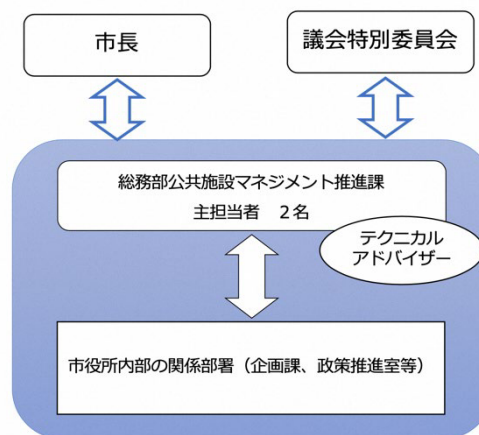 市長
議会特別委員会
総務部公共施設マネジメント推進課
主担当者　2名
テクニカル
アドバイザー
市役所内部の関係部署（企画課、政策推進室等）